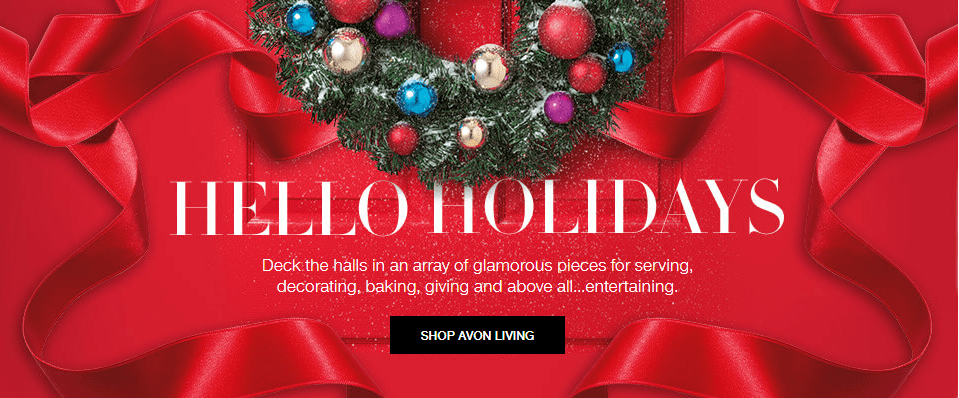 HELLO HOLIDAYS
Deck the halls in an array of glamorous pieces for serving,
decorating, baking, giving and above all...entertaining.
SHOP AVON LIVING